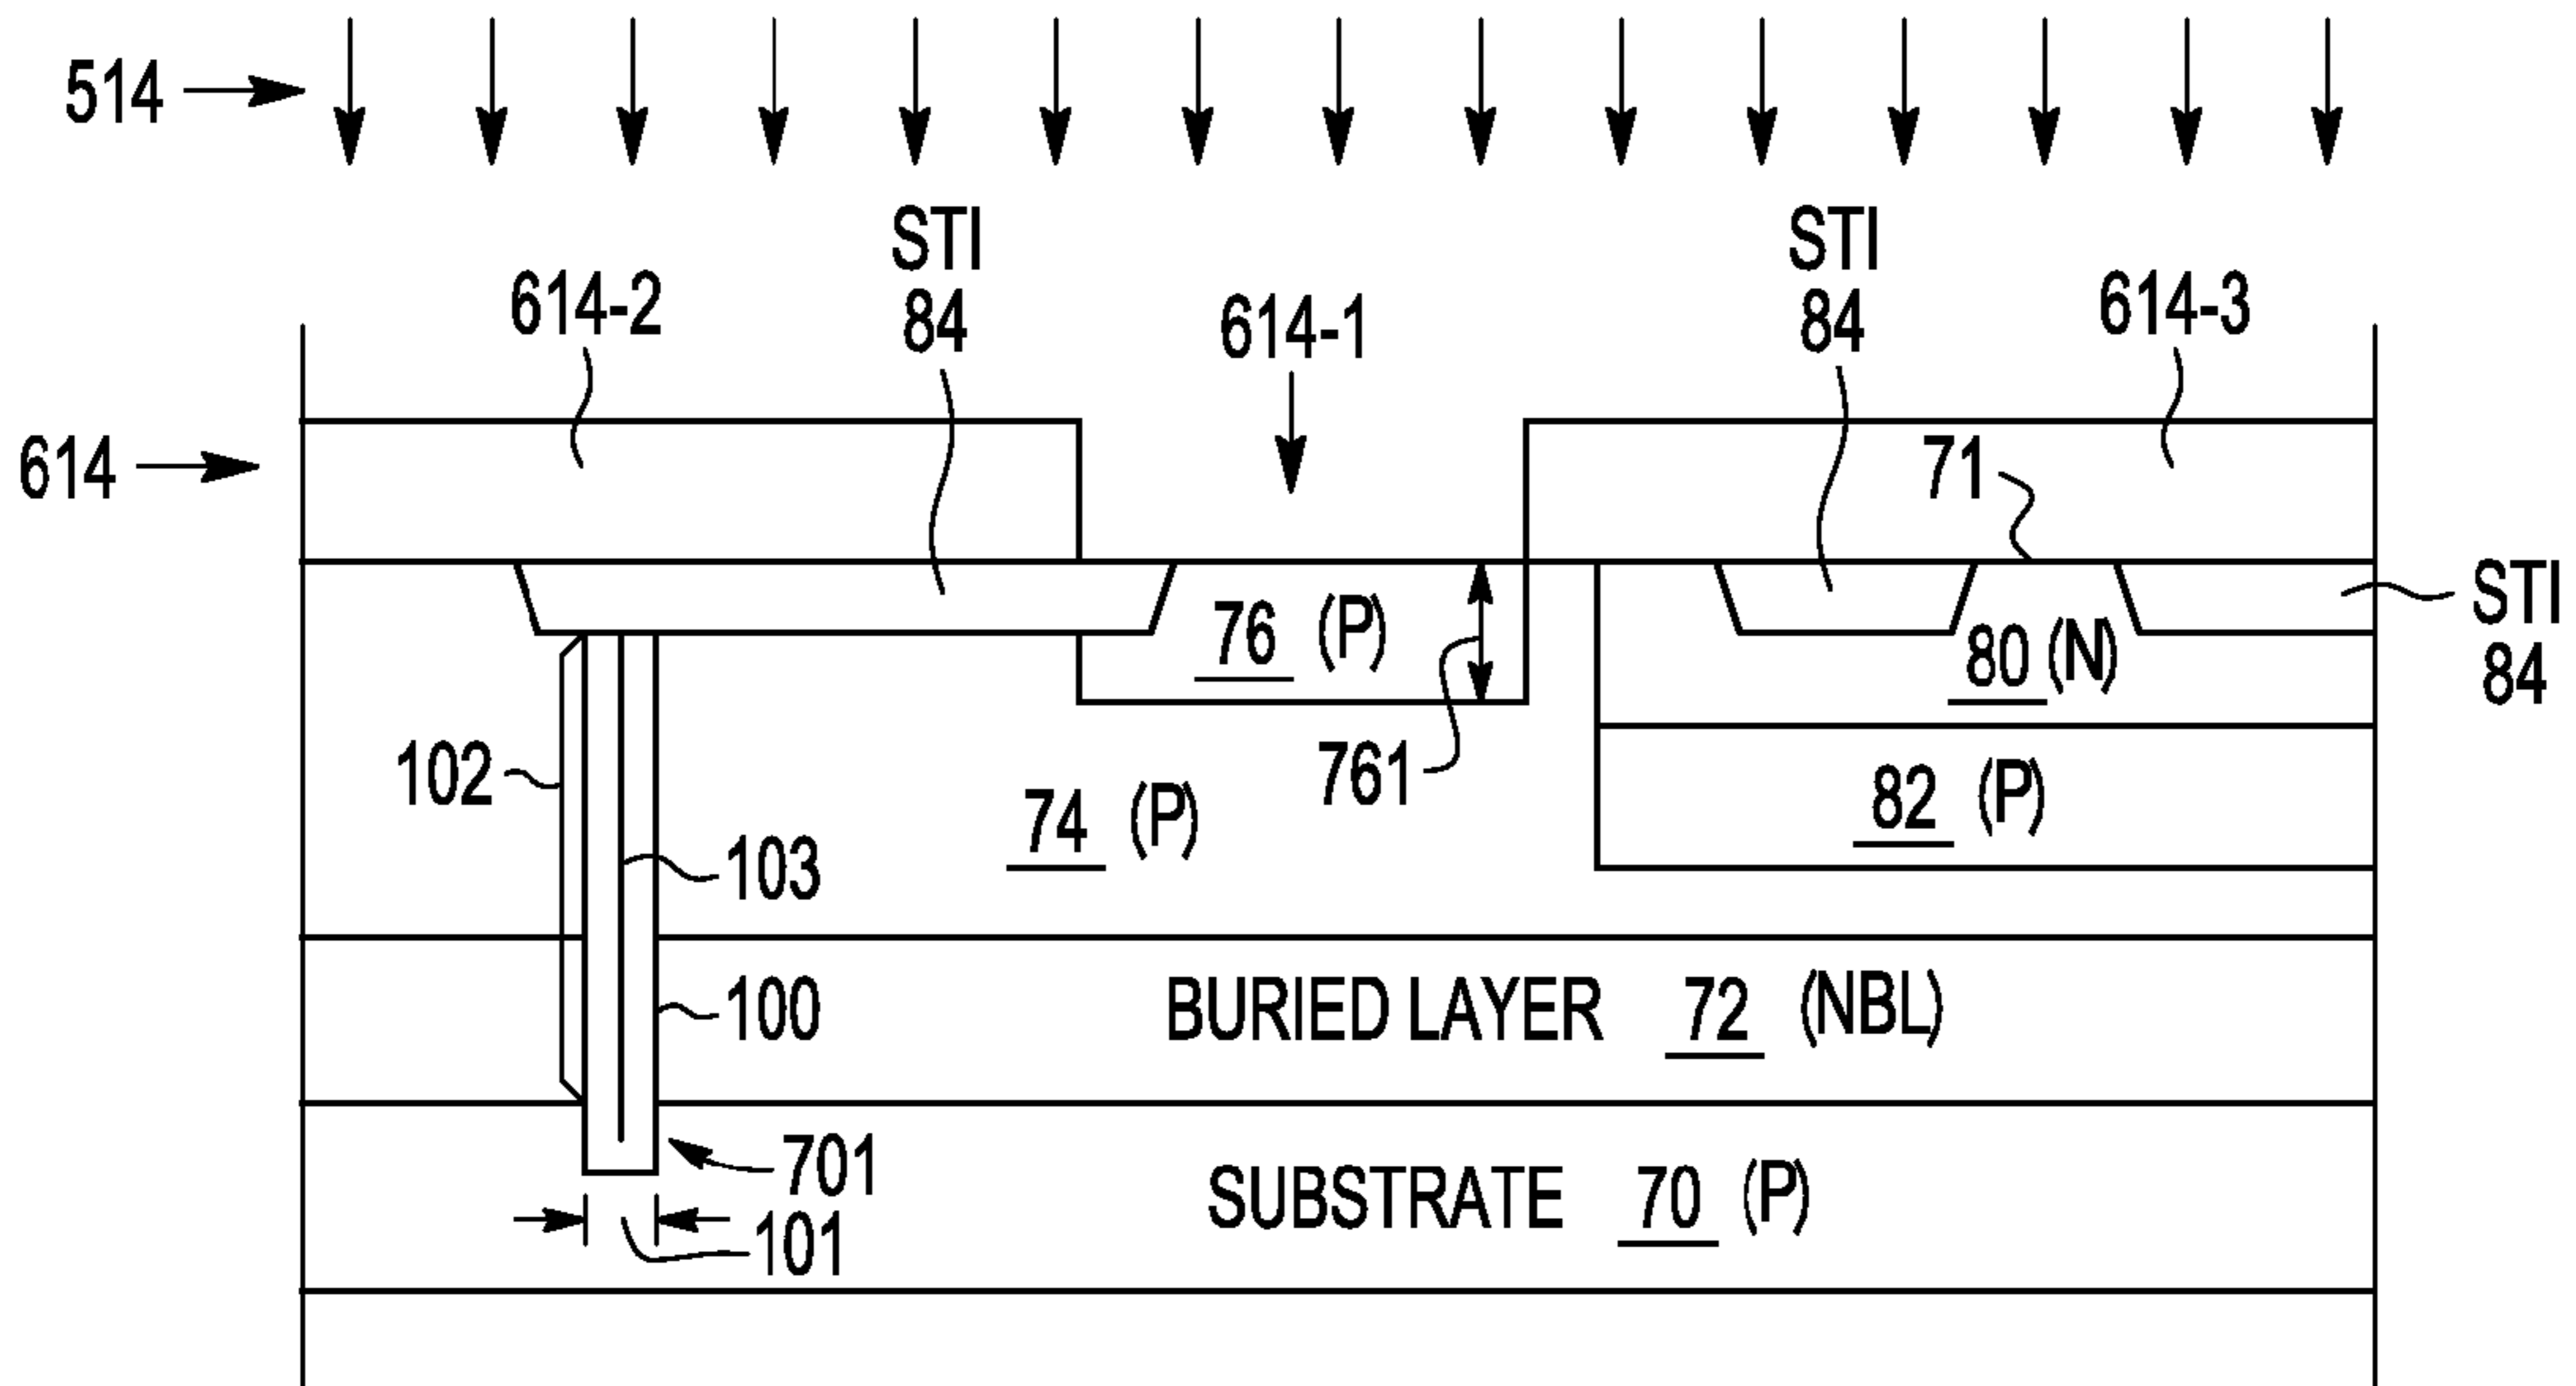 514
STI
84
STI
84
614-2
614-1
614-3
614
71
76 (P)
80 (N)
STI
84
102
761
74 (P)
82 (P)
103
100
BURIED LAYER 72 (NBL)
701
SUBSTRATE 70 (P)
101